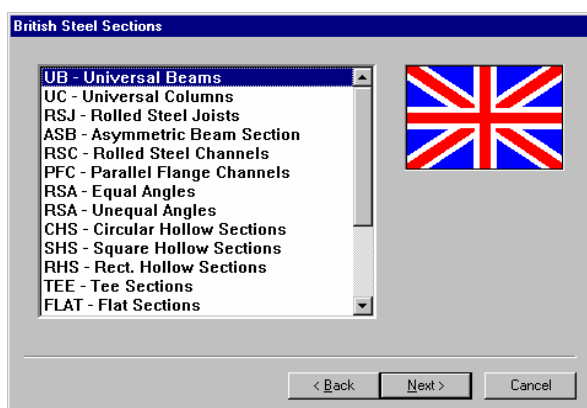 British Steel Sections
UB - Universal Beams
UC - Universal Columns
RSJ - Rolled Steel Joists
ASB - Asymmetric Beam Section
RSC - Rolled Steel Channels
PFC - Parallel Flange Channels
RSA - Equal Angles
RSA - Unequal Angles
CHS - Circular Hollow Sections
SHS - Square Hollow Sections
RHS - Rect. Hollow Sections
TEE - Tee Sections
FLAT - Flat Sections
< Back Next > Cancel